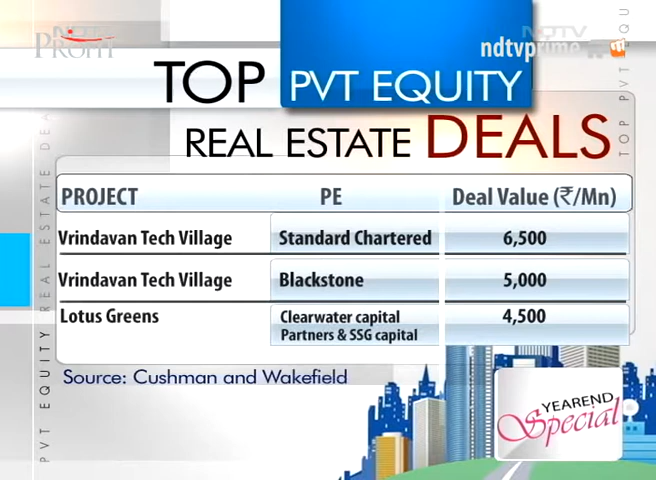 NDTV
PROFIT
NDTV
ndtvprime
TOP PVT EQUITY
REAL ESTATE DEALS
PROJECT PE Deal Value (₹/Mn)
Vrindavan Tech Village Standard Chartered 6,500
Vrindavan Tech Village Blackstone 5,000
Lotus Greens Clearwater capital 4,500
Partners & SSG capital
Source: Cushman and Wakefield
YEAREND
Special
PVT EQUITY REAL ESTATE DEA
TOP PVT EQU